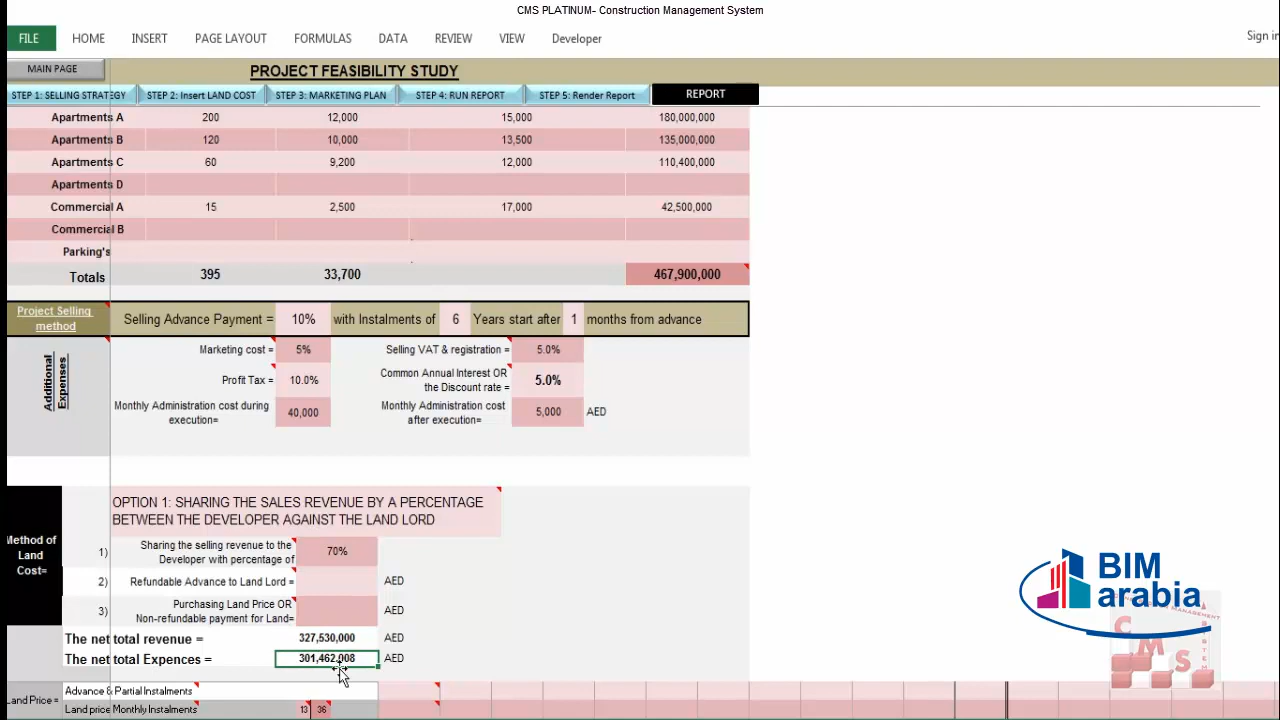 CMS PLATINUM- Construction Management System
FILE HOME INSERT PAGE LAYOUT FORMULAS DATA REVIEW VIEW Developer Sign in
MAIN PAGE PROJECT FEASIBILITY STUDY
STEP 1: SELLING STRATEGY STEP 2: Insert LAND COST STEP 3: MARKETING PLAN STEP 4: RUN REPORT STEP 5: Render Report REPORT
Apartments A 200 12,000 15,000 180,000,000
Apartments B 120 10,000 13,500 135,000,000
Apartments C 60 9,200 12,000 110,400,000
Apartments D
Commercial A 15 2,500 17,000 42,500,000
Commercial B
Parking's
Totals 395 33,700 467,900,000
Project Selling
method
Selling Advance Payment = 10% with Instalments of 6 Years start after 1 months from advance
Additional
Expenses
Marketing cost = 5% Selling VAT & registration = 5.0%
Profit Tax = 10.0% Common Annual Interest OR
the Discount rate = 5.0%
Monthly Administration cost during
execution= 40,000 Monthly Administration cost
after execution= 5,000 AED
Method of
Land
Cost=
OPTION 1: SHARING THE SALES REVENUE BY A PERCENTAGE
BETWEEN THE DEVELOPER AGAINST THE LAND LORD
1) Sharing the selling revenue to the
Developer with percentage of 70%
2) Refundable Advance to Land Lord = AED
3) Purchasing Land Price OR
Non-refundable payment for Land= AED
The net total revenue = 327,530,000 AED
The net total Expences = 301,462,008 AED
Land Price = Advance & Partial Instalments
Land price Monthly Instalments 13 36
BIM
arabia
CMS